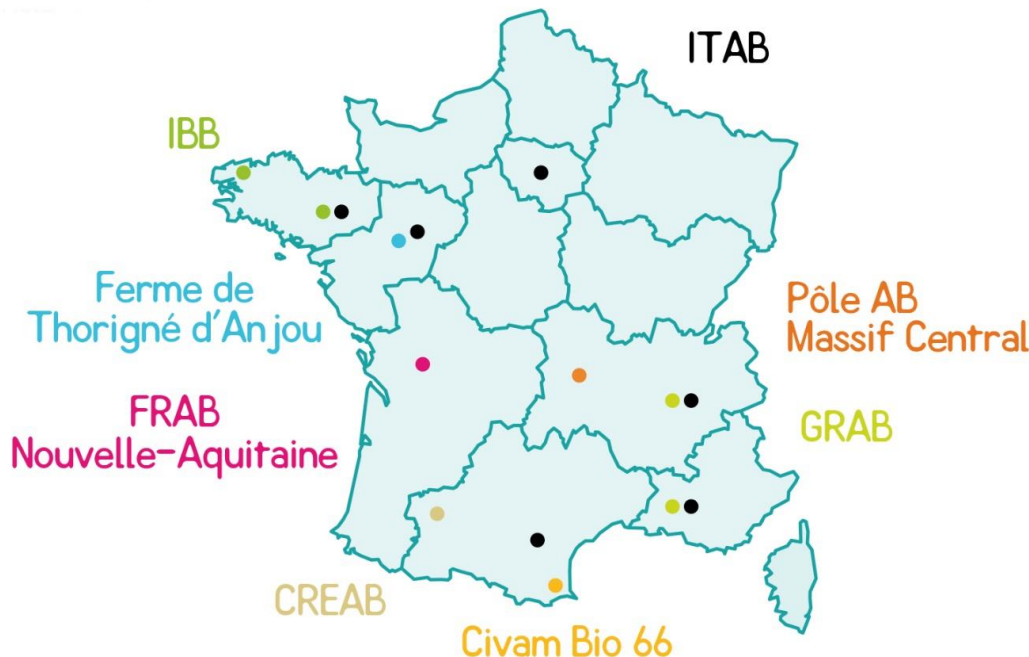 ITAB
IBB
Ferme de
Thorigné d'Anjou
Pôle AB
Massif Central
FRAB
Nouvelle-Aquitaine
GRAB
CREAB
Civam Bio 66